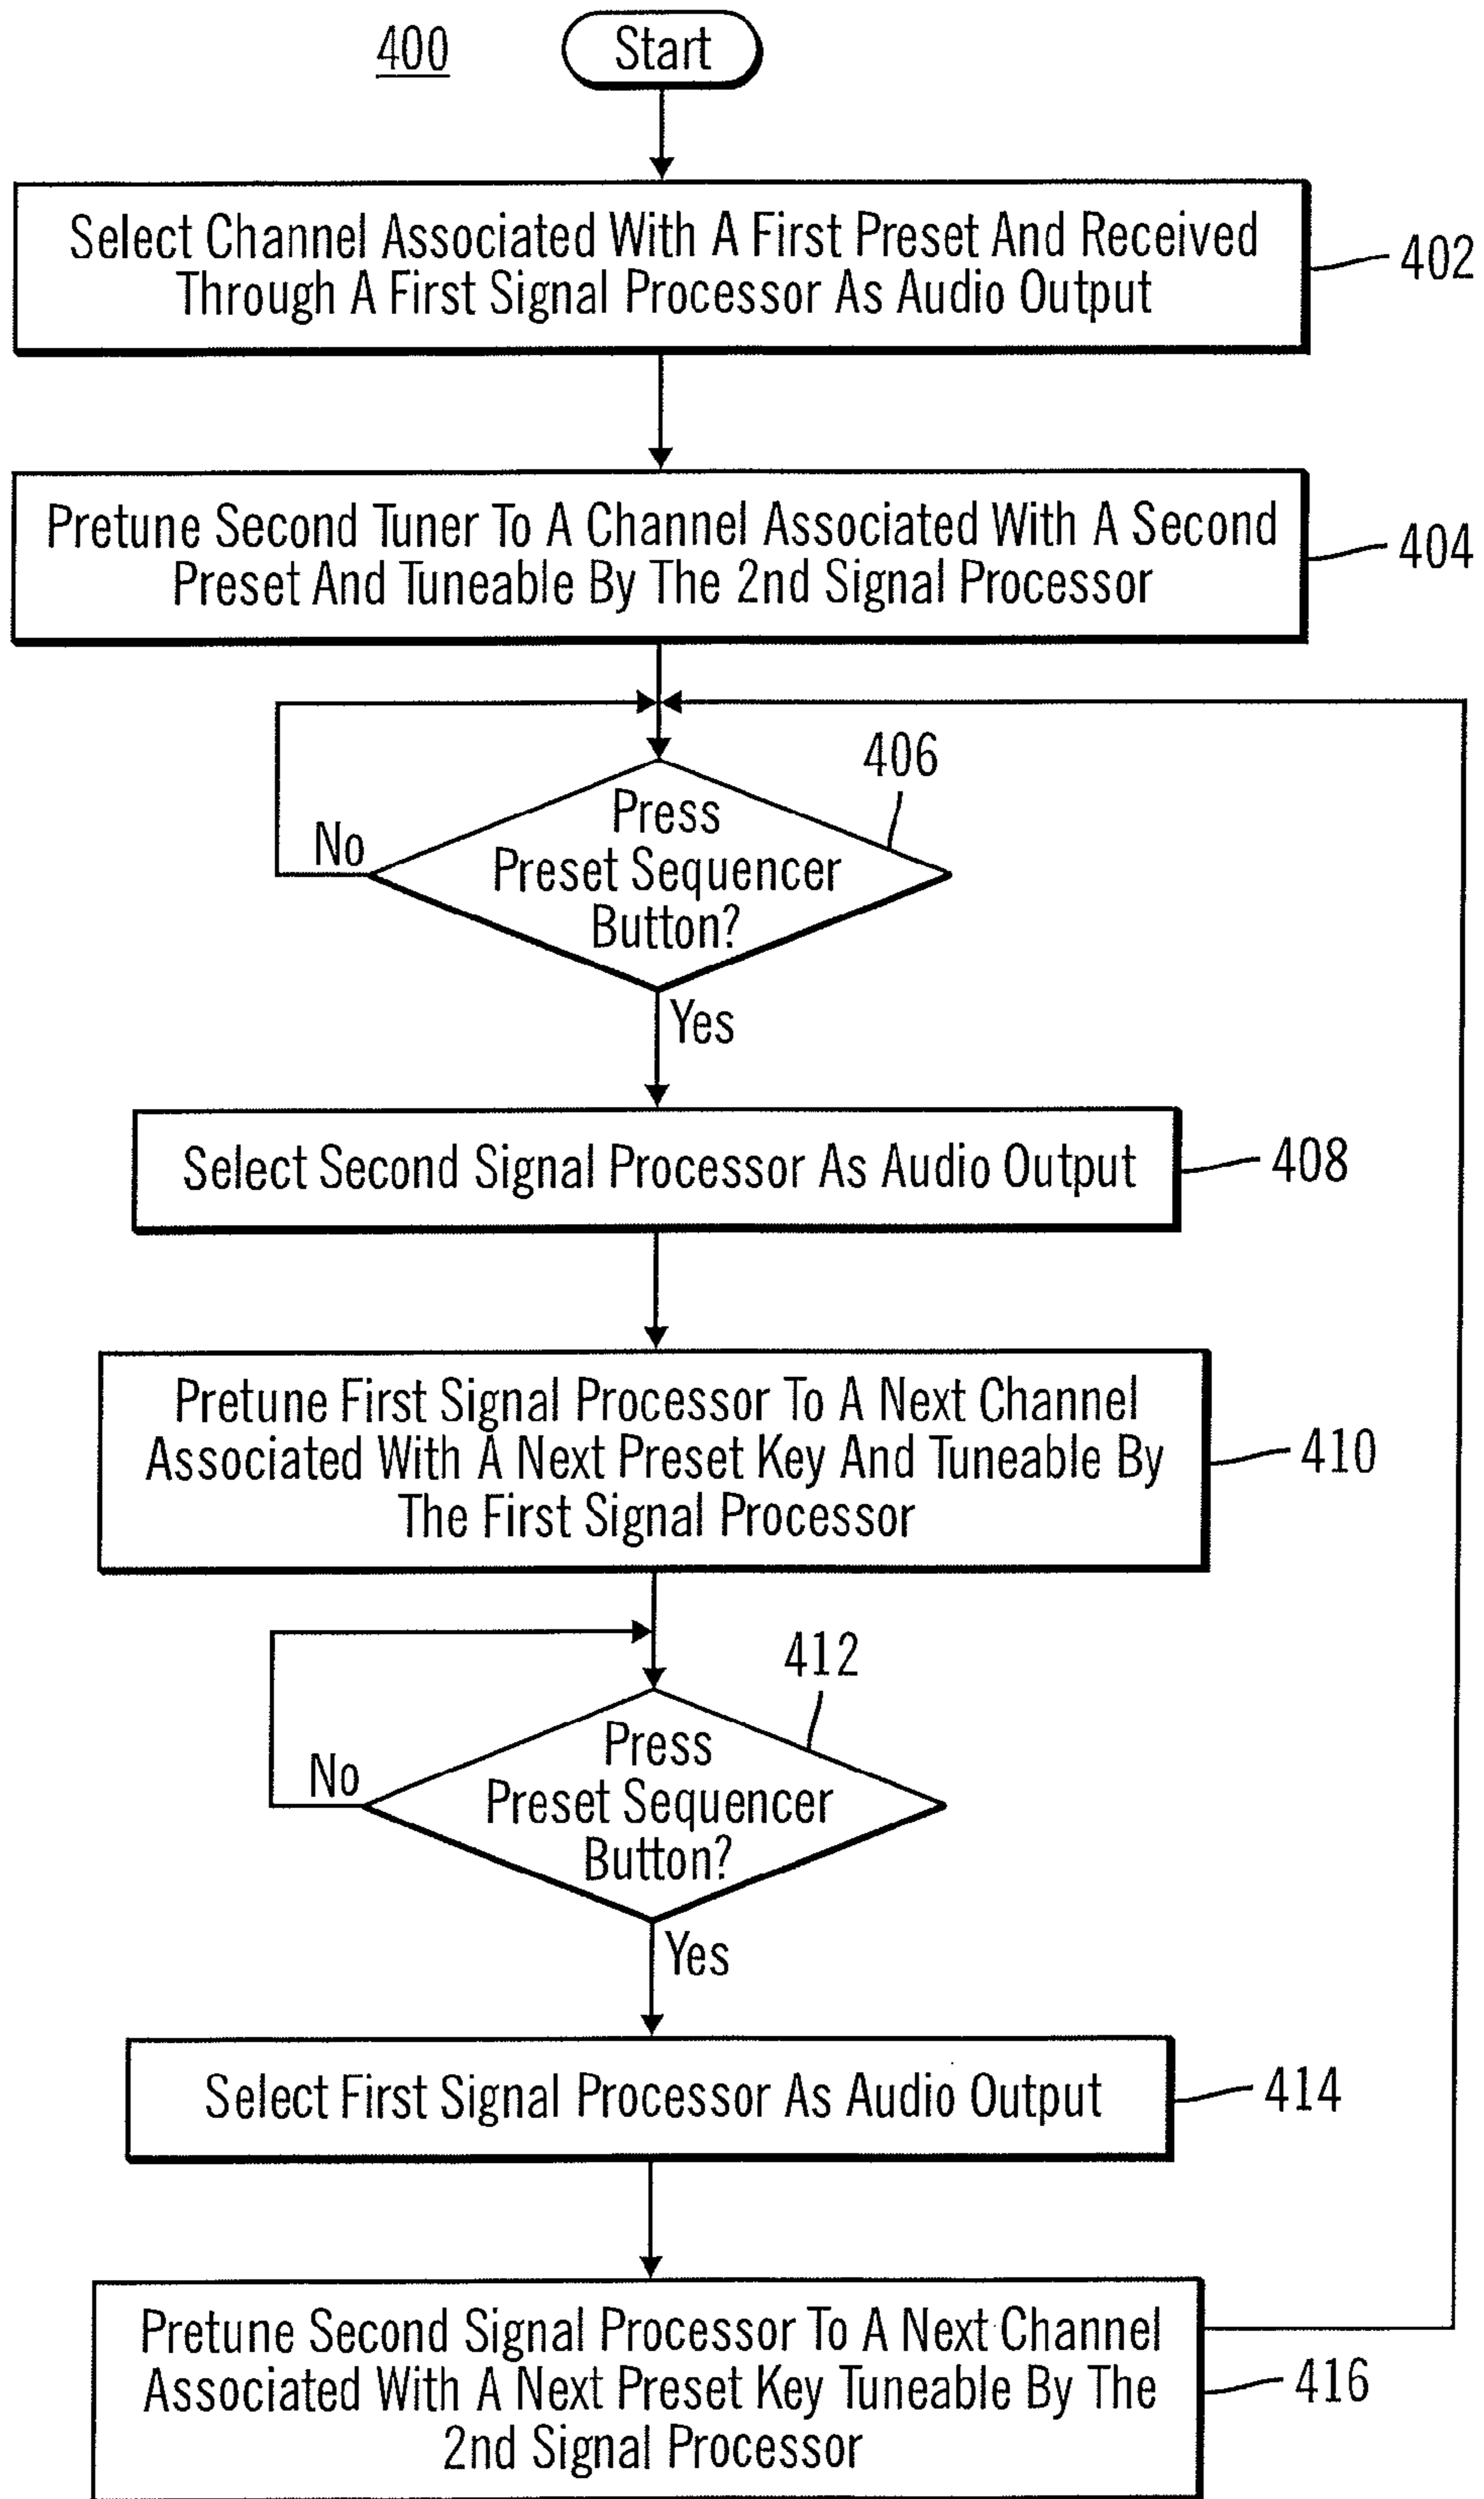 400
Start
Select Channel Associated With A First Preset And Received
Through A First Signal Processor As Audio Output
402
Pretune Second Tuner To A Channel Associated With A Second
Preset And Tuneable By The 2nd Signal Processor
404
406
Press
Preset Sequencer
Button?
No
Yes
Select Second Signal Processor As Audio Output
408
Pretune First Signal Processor To A Next Channel
Associated With A Next Preset Key And Tuneable By
The First Signal Processor
410
412
Press
Preset Sequencer
Button?
No
Yes
Select First Signal Processor As Audio Output
414
Pretune Second Signal Processor To A Next Channel
Associated With A Next Preset Key Tuneable By The
2nd Signal Processor
416